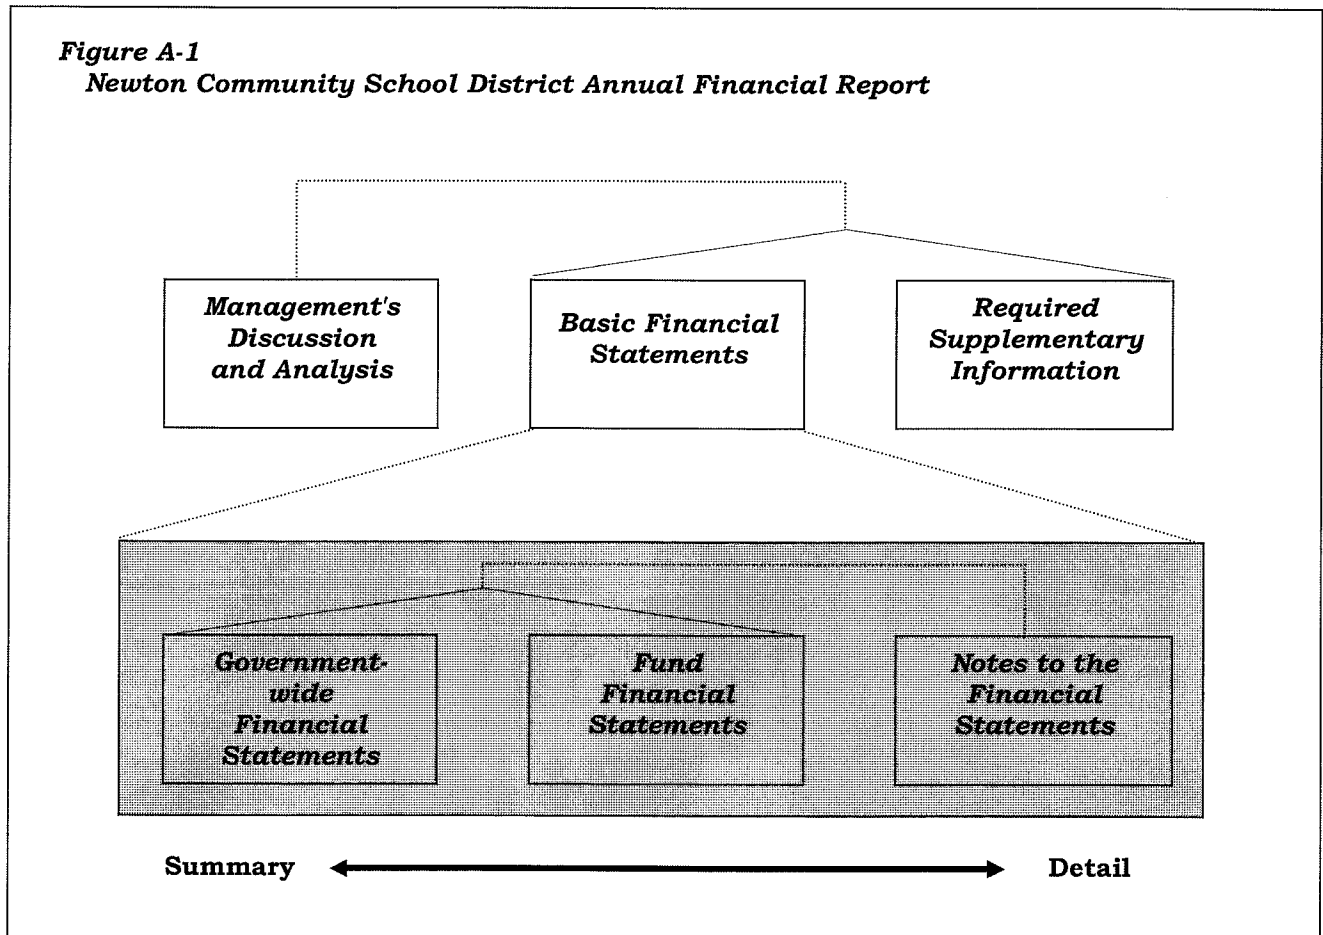 Figure A-1
Newton Community School District Annual Financial Report
Management's
Discussion
and Analysis
Basic Financial
Statements
Required
Supplementary
Information
Government-
wide
Financial
Statements
Fund
Financial
Statements
Notes to the
Financial
Statements
Summary
Detail